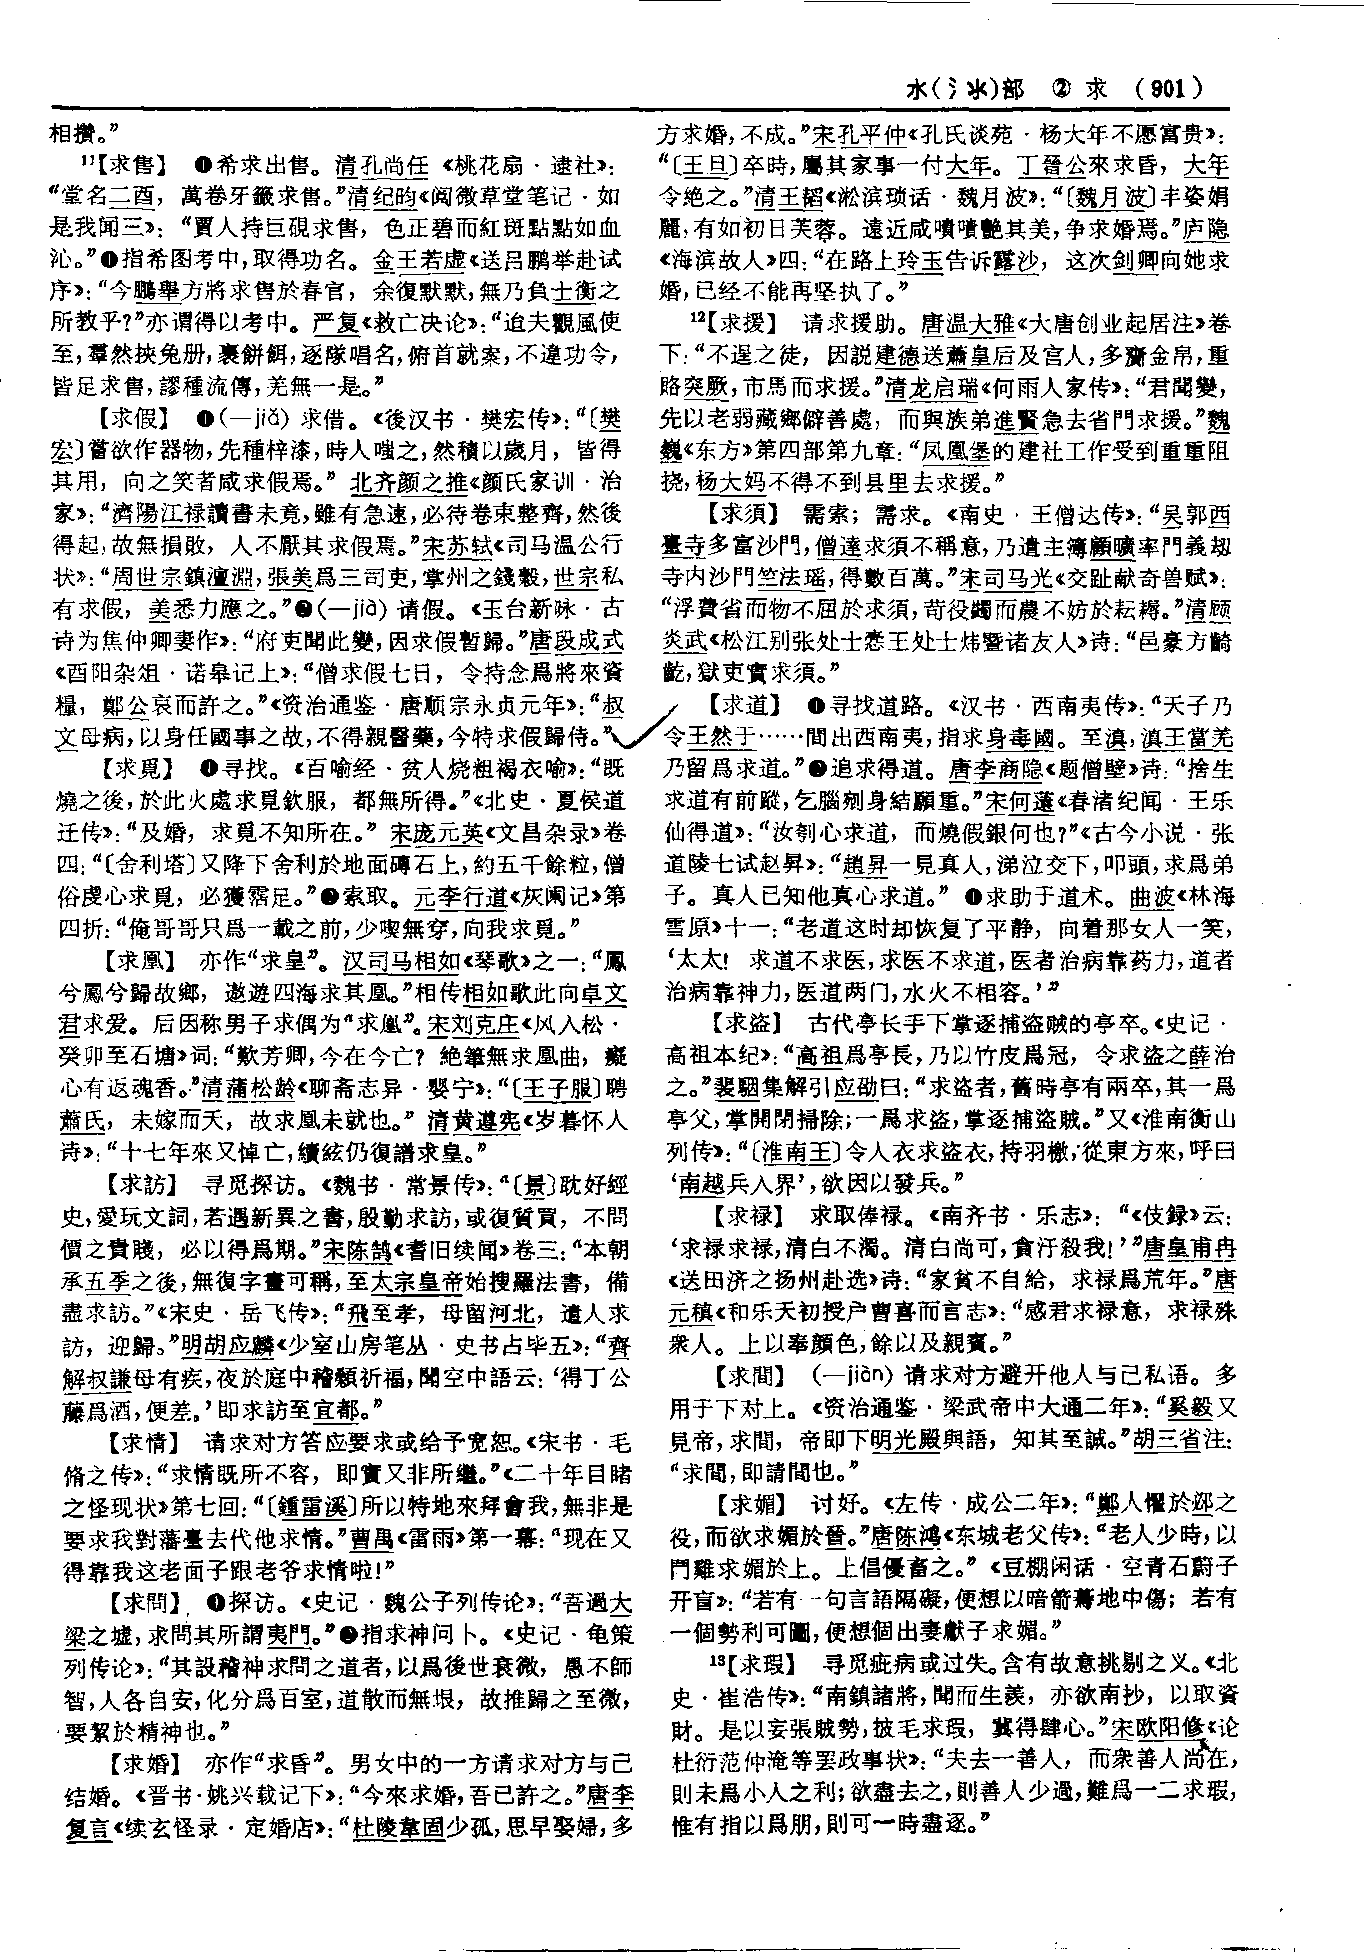 水(氵氺)部 ② 求 (901)
相攢。”
¹¹【求售】 ❶希求出售。清孔尚任《桃花扇·逮社》：
“堂名二酉，萬卷牙籤求售。”清纪昀《阅微草堂笔记·如
是我闻三》：“賈人持巨硯求售，色正碧而紅斑點點如血
沁。”❷指希图考中，取得功名。金王若虚《送吕鹏举赴试
序》：“今鵬舉方將求售於春官，余復默默，無乃負士衡之
所教乎？”亦谓得以考中。严复《救亡决论》：“迨夫觀風使
至，羣然挾兔册，裹餅餌，逐隊唱名，俯首就案，不違功令，
皆足求售，謬種流傳，羌無一是。”
【求假】 ❶(—jiǎ) 求借。《後汉书·樊宏传》：“〔樊
宏〕嘗欲作器物，先種梓漆，時人嗤之，然積以歲月，皆得
其用，向之笑者咸求假焉。” 北齐颜之推《颜氏家训·治
家》：“濟陽江禄讀書未竟，雖有急速，必待卷束整齊，然後
得起，故無損敗，人不厭其求假焉。”宋苏轼《司马温公行
状》：“周世宗鎮澶淵，張美爲三司吏，掌州之錢穀，世宗私
有求假，美悉力應之。”❷(—jià) 请假。《玉台新咏·古
诗为焦仲卿妻作》：“府吏聞此變，因求假暫歸。”唐段成式
《酉阳杂俎·诺皋记上》：“僧求假七日，令持念爲將來資
糧，鄭公哀而許之。”《资治通鉴·唐顺宗永贞元年》：“叔
文母病，以身任國事之故，不得親醫藥，今特求假歸侍。”
【求覓】 ❶寻找。《百喻经·贫人烧粗褐衣喻》：“既
燒之後，於此火處求覓欽服，都無所得。”《北史·夏侯道
迁传》：“及婚，求覓不知所在。” 宋庞元英《文昌杂录》卷
四：“〔舍利塔〕又降下舍利於地面磚石上，約五千餘粒，僧
俗虔心求覓，必獲霑足。”❷索取。元李行道《灰阑记》第
四折：“俺哥哥只爲一載之前，少喫無穿，向我求覓。”
【求凰】 亦作“求皇”。汉司马相如《琴歌》之一：“鳳
兮鳳兮歸故鄉，遨遊四海求其凰。”相传相如歌此向卓文
君求爱。后因称男子求偶为“求凰”。宋刘克庄《风入松·
癸卯至石塘》词：“歎芳卿，今在今亡？ 絶筆無求凰曲，癡
心有返魂香。”清蒲松龄《聊斋志异·婴宁》：“〔王子服〕聘
蕭氏，未嫁而夭，故求凰未就也。” 清黄遵宪《岁暮怀人
诗》：“十七年來又悼亡，續絃仍復譜求皇。”
【求訪】 寻觅探访。《魏书·常景传》：“〔景〕耽好經
史，愛玩文詞，若遇新異之書，殷勤求訪，或復質買，不問
價之貴賤，必以得爲期。”宋陈鹄《耆旧续闻》卷三：“本朝
承五季之後，無復字畫可稱，至太宗皇帝始搜羅法書，備
盡求訪。”《宋史·岳飞传》：“飛至孝，母留河北，遣人求
訪，迎歸。”明胡应麟《少室山房笔丛·史书占毕五》：“齊
解叔謙母有疾，夜於庭中稽顙祈福，聞空中語云：‘得丁公
藤爲酒，便差。’即求訪至宜都。”
【求情】 请求对方答应要求或给予宽恕。《宋书·毛
脩之传》：“求情既所不容，即實又非所繼。”《二十年目睹
之怪现状》第七回：“〔鍾雷溪〕所以特地來拜會我，無非是
要求我對藩臺去代他求情。”曹禺《雷雨》第一幕：“现在又
得靠我这老面子跟老爷求情啦！”
【求問】 ❶探访。《史记·魏公子列传论》：“吾過大
梁之墟，求問其所謂夷門。”❷指求神问卜。《史记·龟策
列传论》：“其設稽神求問之道者，以爲後世衰微，愚不師
智，人各自安，化分爲百室，道散而無垠，故推歸之至微，
要絜於精神也。”
【求婚】 亦作“求昏”。男女中的一方请求对方与己
结婚。《晋书·姚兴载记下》：“今來求婚，吾已許之。”唐李
复言《续玄怪录·定婚店》：“杜陵韋固少孤，思早娶婦，多
方求婚，不成。”宋孔平仲《孔氏谈苑·杨大年不愿富贵》：
“〔王旦〕卒時，屬其家事一付大年。丁晉公來求昏，大年
令絶之。”清王韬《淞滨琐话·魏月波》：“〔魏月波〕丰姿娟
麗，有如初日芙蓉。遠近咸嘖嘖艷其美，争求婚焉。”庐隐
《海滨故人》四：“在路上玲玉告诉露沙，这次剑卿向她求
婚，已经不能再坚执了。”
¹²【求援】 请求援助。唐温大雅《大唐创业起居注》卷
下：“不逞之徒，因説建德送蕭皇后及宫人，多齎金帛，重
賂突厥，市馬而求援。”清龙启瑞《何雨人家传》：“君聞變，
先以老弱藏鄉僻善處，而與族弟進賢急去省門求援。”魏
巍《东方》第四部第九章：“凤凰堡的建社工作受到重重阻
挠，杨大妈不得不到县里去求援。”
【求須】 需索；需求。《南史·王僧达传》：“吴郭西
臺寺多富沙門，僧達求須不稱意，乃遣主簿顧曠率門義劫
寺内沙門竺法瑶，得數百萬。”宋司马光《交趾献奇兽赋》：
“浮費省而物不屈於求須，苛役蠲而農不妨於耘耨。”清顾
炎武《松江别张处士悫王处士炜暨诸友人》诗：“邑豪方齮
齕，獄吏實求須。”
【求道】 ❶寻找道路。《汉书·西南夷传》：“天子乃
令王然于……間出西南夷，指求身毒國。至滇，滇王當羌
乃留爲求道。”❷追求得道。唐李商隐《题僧壁》诗：“捨生
求道有前蹤，乞腦剜身結願重。”宋何薳《春渚纪闻·王乐
仙得道》：“汝刳心求道，而燒假銀何也？”《古今小说·张
道陵七试赵昇》：“趙昇一見真人，涕泣交下，叩頭，求爲弟
子。真人已知他真心求道。” ❸求助于道术。曲波《林海
雪原》十一：“老道这时却恢复了平静，向着那女人一笑，
‘太太！ 求道不求医，求医不求道，医者治病靠药力，道者
治病靠神力，医道两门，水火不相容。’”
【求盗】 古代亭长手下掌逐捕盗贼的亭卒。《史记·
高祖本纪》：“高祖爲亭長，乃以竹皮爲冠，令求盗之薛治
之。”裴駰集解引应劭曰：“求盗者，舊時亭有兩卒，其一爲
亭父，掌開閉掃除；一爲求盗，掌逐捕盗賊。”又《淮南衡山
列传》：“〔淮南王〕令人衣求盗衣，持羽檄，從東方來，呼曰
‘南越兵入界’，欲因以發兵。”
【求禄】 求取俸禄。《南齐书·乐志》：“《伎録》云：
‘求禄求禄，清白不濁。清白尚可，貪汙殺我！’”唐皇甫冉
《送田济之扬州赴选》诗：“家貧不自給，求禄爲荒年。”唐
元稹《和乐天初授户曹喜而言志》：“感君求禄意，求禄殊
衆人。上以奉顔色，餘以及親賓。”
【求間】 (—jiàn) 请求对方避开他人与己私语。多
用于下对上。《资治通鉴·梁武帝中大通二年》：“奚毅又
見帝，求間，帝即下明光殿與語，知其至誠。”胡三省注：
“求間，即請間也。”
【求媚】 讨好。《左传·成公二年》：“鄭人懼於邲之
役，而欲求媚於晉。”唐陈鸿《东城老父传》：“老人少時，以
鬥雞求媚於上。上倡優畜之。” 《豆棚闲话·空青石蔚子
开盲》：“若有一句言語隔礙，便想以暗箭驀地中傷；若有
一個勢利可圖，便想個出妻獻子求媚。”
¹³【求瑕】 寻觅疵病或过失。含有故意挑剔之义。《北
史·崔浩传》：“南鎮諸將，聞而生羨，亦欲南抄，以取資
財。是以妄張賊勢，披毛求瑕，冀得肆心。”宋欧阳修《论
杜衍范仲淹等罢政事状》：“夫去一善人，而衆善人尚在，
則未爲小人之利；欲盡去之，則善人少過，難爲一二求瑕，
惟有指以爲朋，則可一時盡逐。”